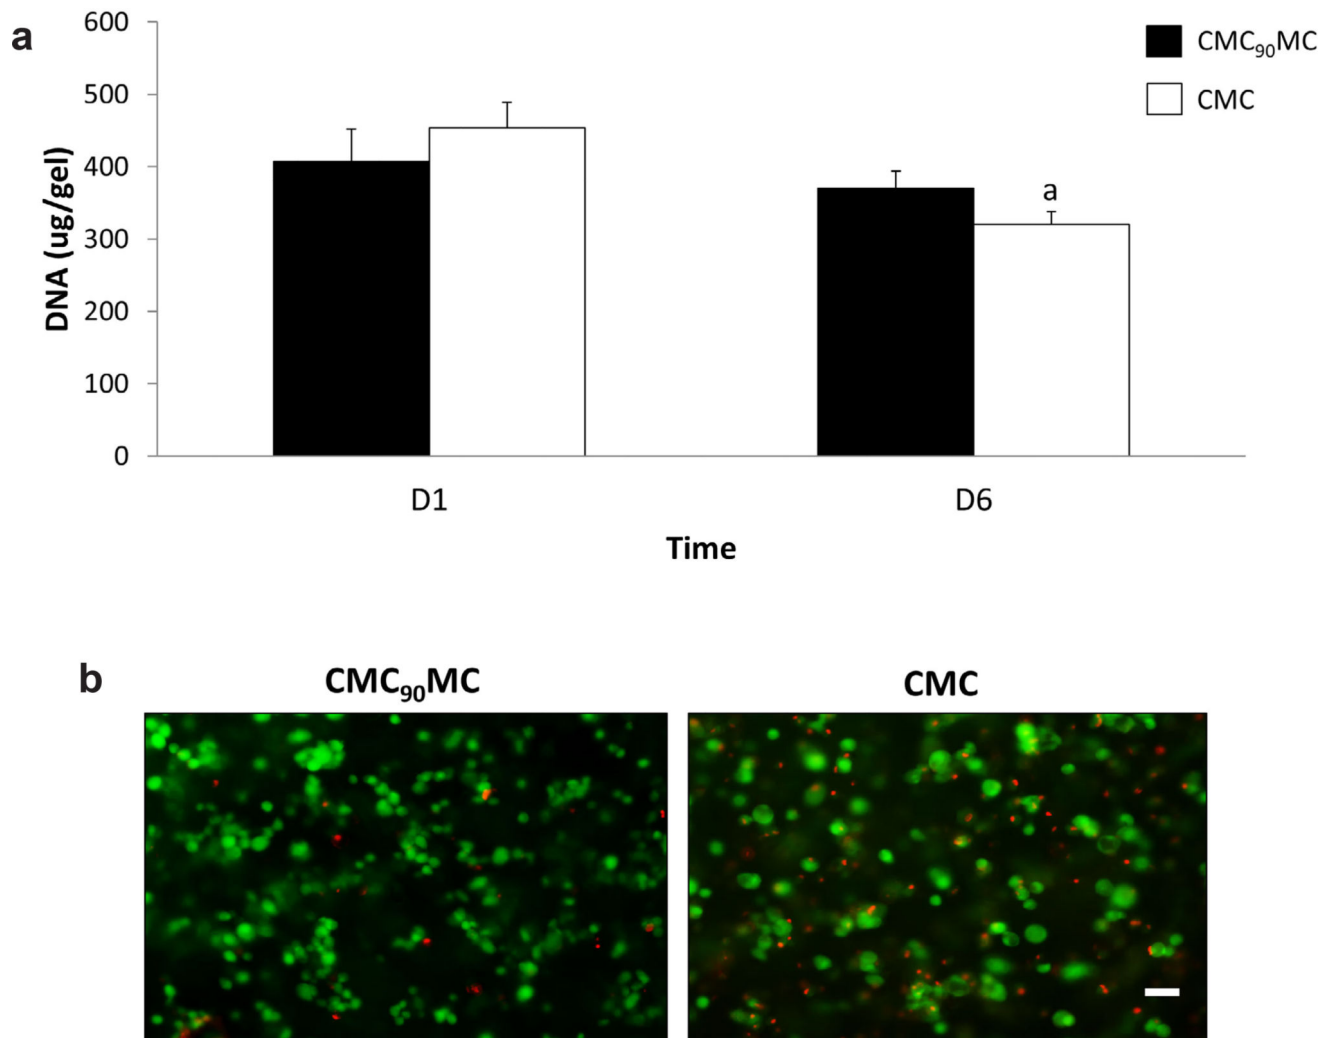 a
600
500
400
300
200
100
0
DNA (ug/gel)
CMC₉₀MC
CMC
a
D1
D6
Time
b
CMC₉₀MC
CMC